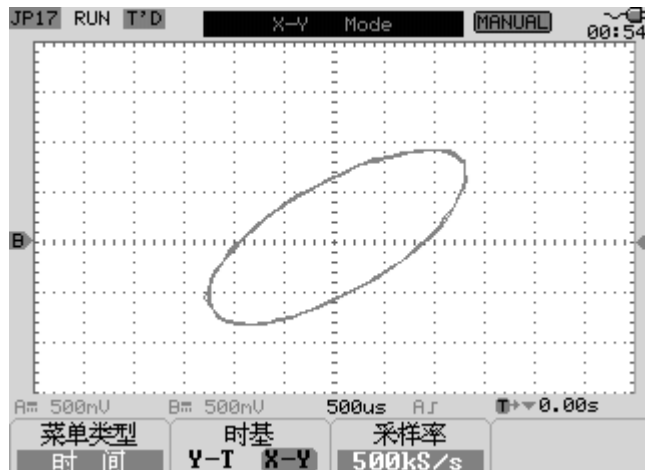 JP17 RUN T'D X-Y Mode MANUAL
00:54
B
A≂ 500mV B≂ 500mV 500us A T→ 0.00s
菜单类型 时基 采样率
时 间 Y-T X-Y 500kS/s